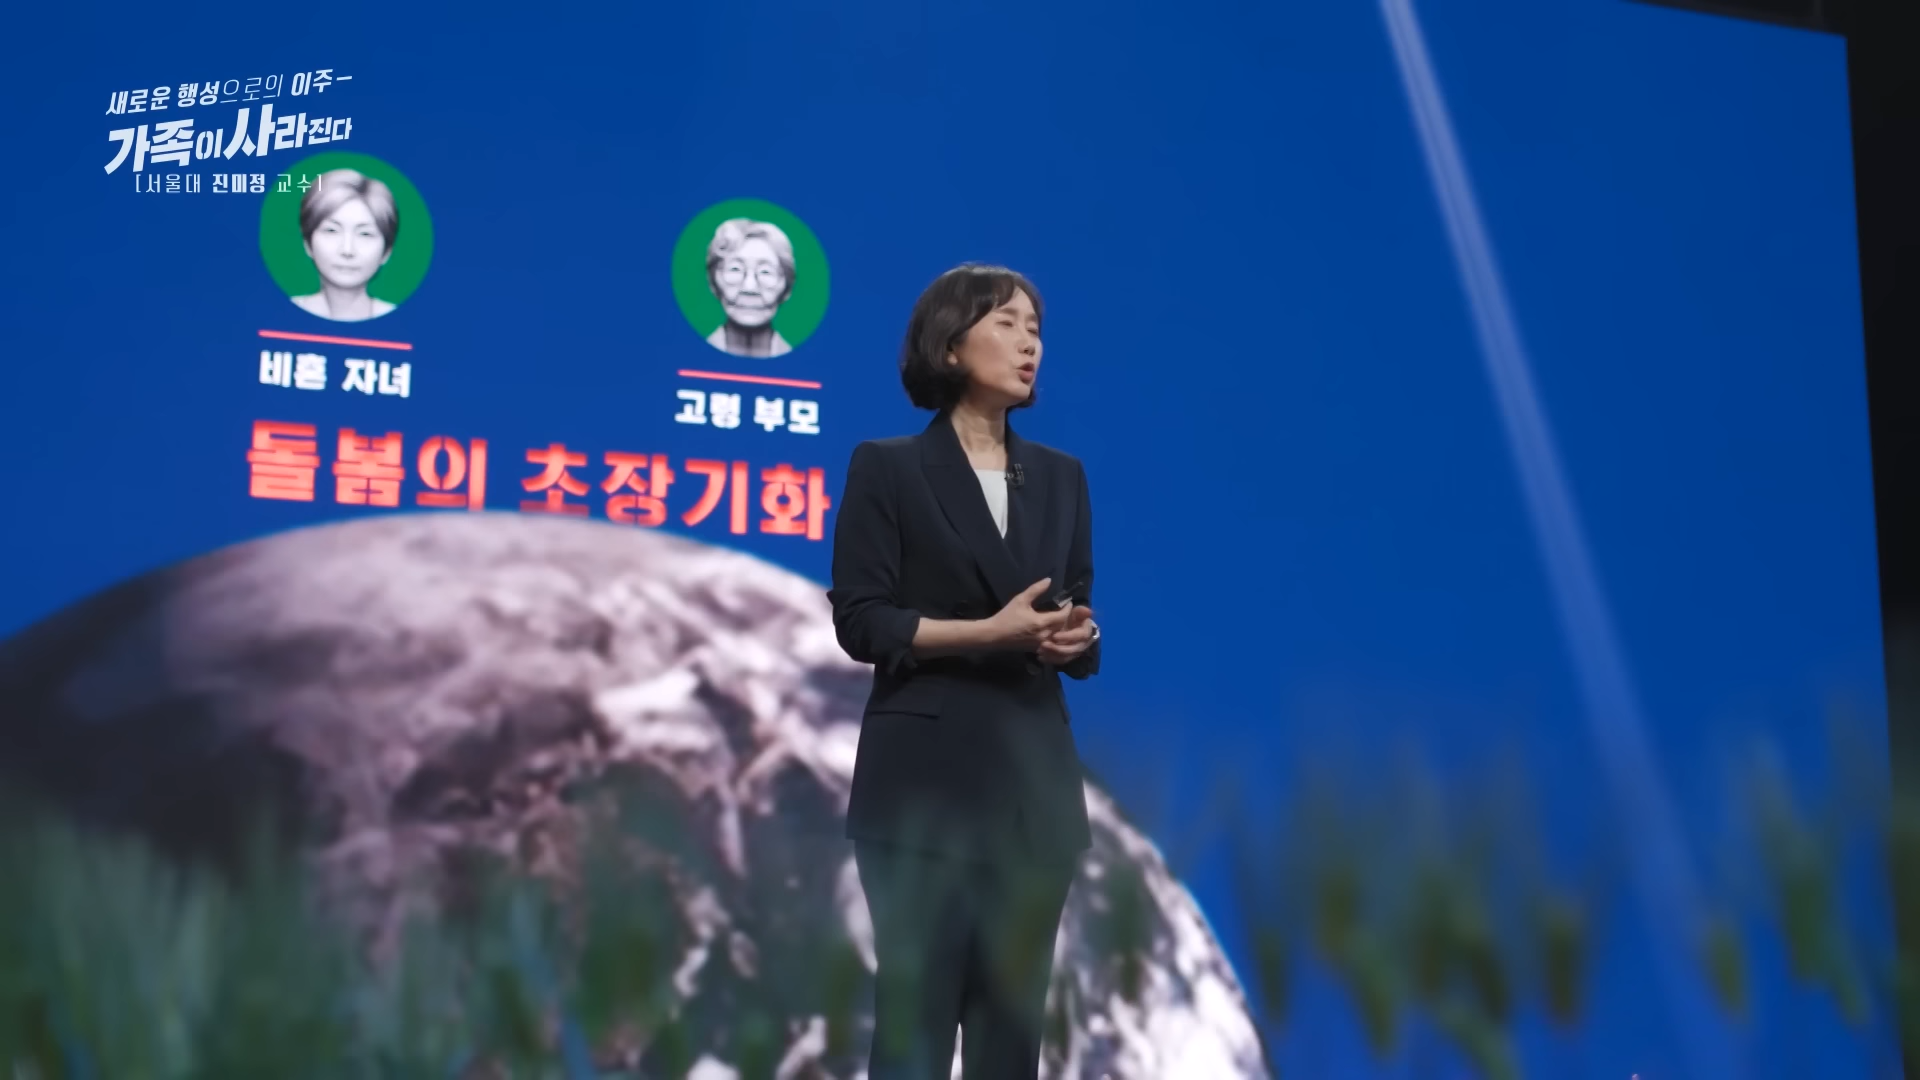 새로운 행성으로의 이주-
가족이 사라진다
[서울대 진미정 교수]
비혼 자녀
고령 부모
돌봄의 초장기화